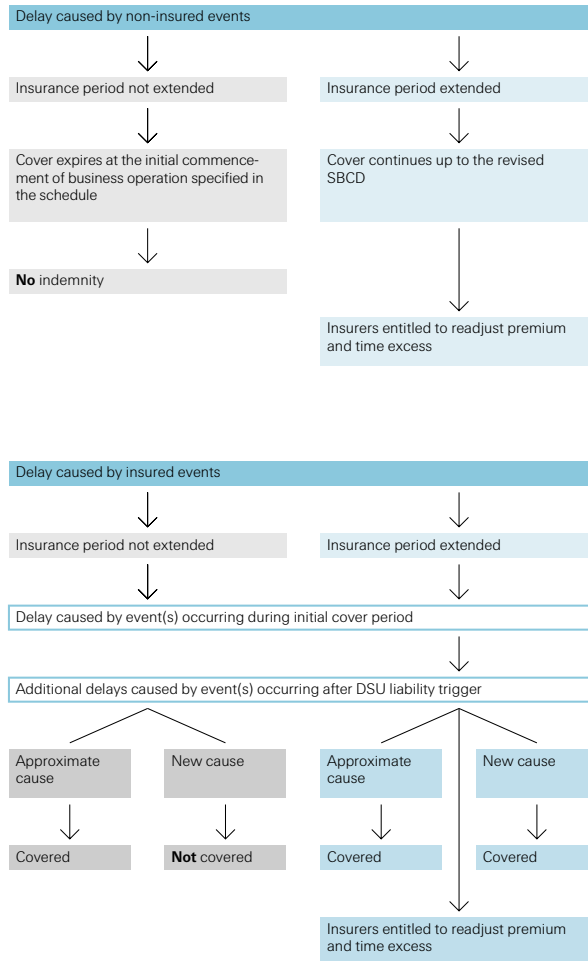 Delay caused by non-insured events
Insurance period not extended
Insurance period extended
Cover expires at the initial commence-
ment of business operation specified in
the schedule
Cover continues up to the revised
SBCD
No indemnity
Insurers entitled to readjust premium
and time excess
Delay caused by insured events
Insurance period not extended
Insurance period extended
Delay caused by event(s) occurring during initial cover period
Additional delays caused by event(s) occurring after DSU liability trigger
Approximate
cause
New cause
Approximate
cause
New cause
Covered
Not covered
Covered
Covered
Insurers entitled to readjust premium
and time excess